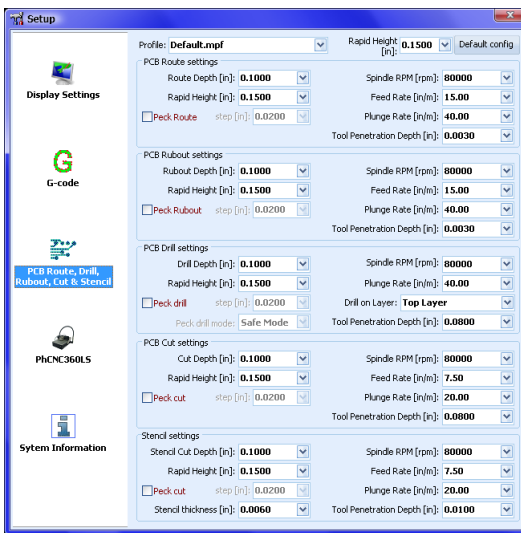 Setup
Profile: Default.mpf Rapid Height [in]: 0.1500 Default config
Display Settings
G
G-code
PCB Route, Drill,
Rubout, Cut & Stencil
PhCNC360LS
i
Sytem Information
PCB Route settings
Route Depth [in]: 0.1000 Spindle RPM [rpm]: 80000
Rapid Height [in]: 0.1500 Feed Rate [in/m]: 15.00
Peck Route step [in]: 0.0200 Plunge Rate [in/m]: 40.00
Tool Penetration Depth [in]: 0.0030
PCB Rubout settings
Rubout Depth [in]: 0.1000 Spindle RPM [rpm]: 80000
Rapid Height [in]: 0.1500 Feed Rate [in/m]: 15.00
Peck Rubout step [in]: 0.0200 Plunge Rate [in/m]: 40.00
Tool Penetration Depth [in]: 0.0030
PCB Drill settings
Drill Depth [in]: 0.1000 Spindle RPM [rpm]: 80000
Rapid Height [in]: 0.1500 Plunge Rate [in/m]: 40.00
Peck drill step [in]: 0.0200 Drill on Layer: Top Layer
Peck drill mode: Safe Mode Tool Penetration Depth [in]: 0.0800
PCB Cut settings
Cut Depth [in]: 0.1000 Spindle RPM [rpm]: 80000
Rapid Height [in]: 0.1500 Feed Rate [in/m]: 7.50
Peck cut step [in]: 0.0200 Plunge Rate [in/m]: 20.00
Tool Penetration Depth [in]: 0.0800
Stencil settings
Stencil Cut Depth [in]: 0.1000 Spindle RPM [rpm]: 80000
Rapid Height [in]: 0.1500 Feed Rate [in/m]: 7.50
Peck cut step [in]: 0.0200 Plunge Rate [in/m]: 20.00
Stencil thickness [in]: 0.0060 Tool Penetration Depth [in]: 0.0100